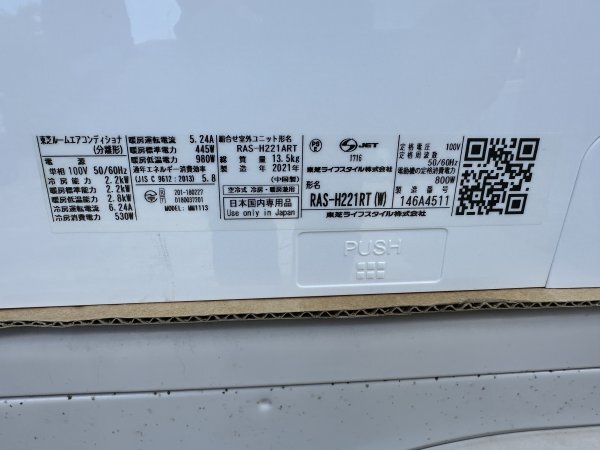 東芝ルームエアコンディショナ
(分離形)
電源
単相 100V 50/60Hz
冷房能力 2.2kW
暖房標準能力 2.2kW
暖房低温能力 2.8kW
冷房運転電流 6.24A
冷房消費電力 530W
暖房運転電流 5.24A
暖房標準電力 445W
暖房低温電力 980W
通年エネルギー消費効率
(JIS C 9612:2013) 5.8
201-18022?
D180037201
MODEL: WM1113
組合せ室外ユニット形名
RAS-H221ART
総質量 13.5kg
製造年 2021年
(中国製)
空冷式 冷房・暖房兼用
日本国内専用品
Use only in Japan
JET
1716
東芝ライフスタイル株式会社
形名
RAS-H221RT(W)
東芝ライフスタイル株式会社
定格電圧 100V
定格周波数
50/60Hz
電動機の定格消費電力
800W
製造番号
146A4511
PUSH